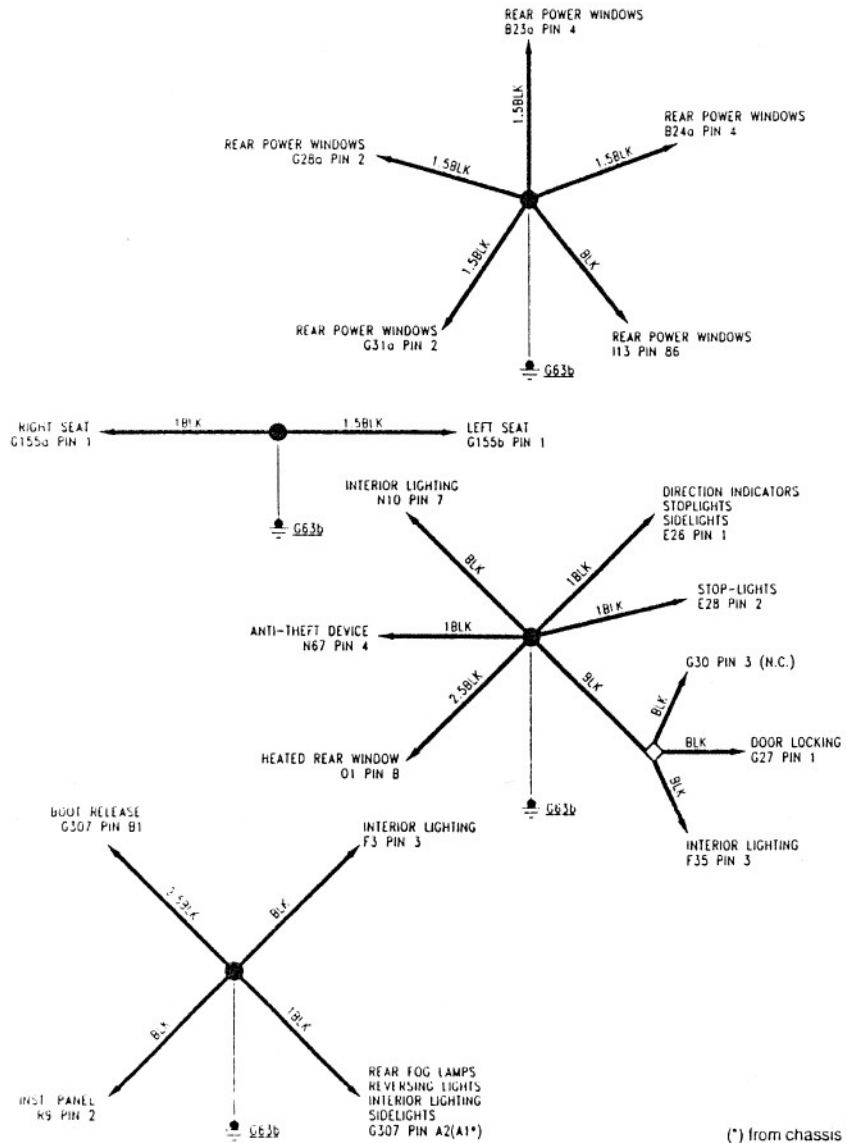 REAR POWER WINDOWS
B23a PIN 4
1.5BLK
REAR POWER WINDOWS
B24a PIN 4
1.5BLK
REAR POWER WINDOWS
G28a PIN 2
1.5BLK
1.5BLK
BLK
REAR POWER WINDOWS
G31a PIN 2
REAR POWER WINDOWS
I13 PIN 86
G63b
RIGHT SEAT
G155a PIN 1
1BLK
1.5BLK
LEFT SEAT
G155b PIN 1
G63b
INTERIOR LIGHTING
N10 PIN 7
DIRECTION INDICATORS
STOPLIGHTS
SIDELIGHTS
E26 PIN 1
BLK
1BLK
STOP-LIGHTS
E28 PIN 2
1BLK
ANTI-THEFT DEVICE
N67 PIN 4
1BLK
G30 PIN 3 (N.C.)
2.5BLK
BLK
BLK
BLK
DOOR LOCKING
G27 PIN 1
HEATED REAR WINDOW
O1 PIN B
BLK
G63b
INTERIOR LIGHTING
F35 PIN 3
BOOT RELEASE
G307 PIN B1
INTERIOR LIGHTING
F3 PIN 3
2.5BLK
BLK
BLK
1BLK
INST. PANEL
R9 PIN 2
REAR FOG LAMPS
REVERSING LIGHTS
INTERIOR LIGHTING
SIDELIGHTS
G307 PIN A2(A1*)
G63b
(*) from chassis